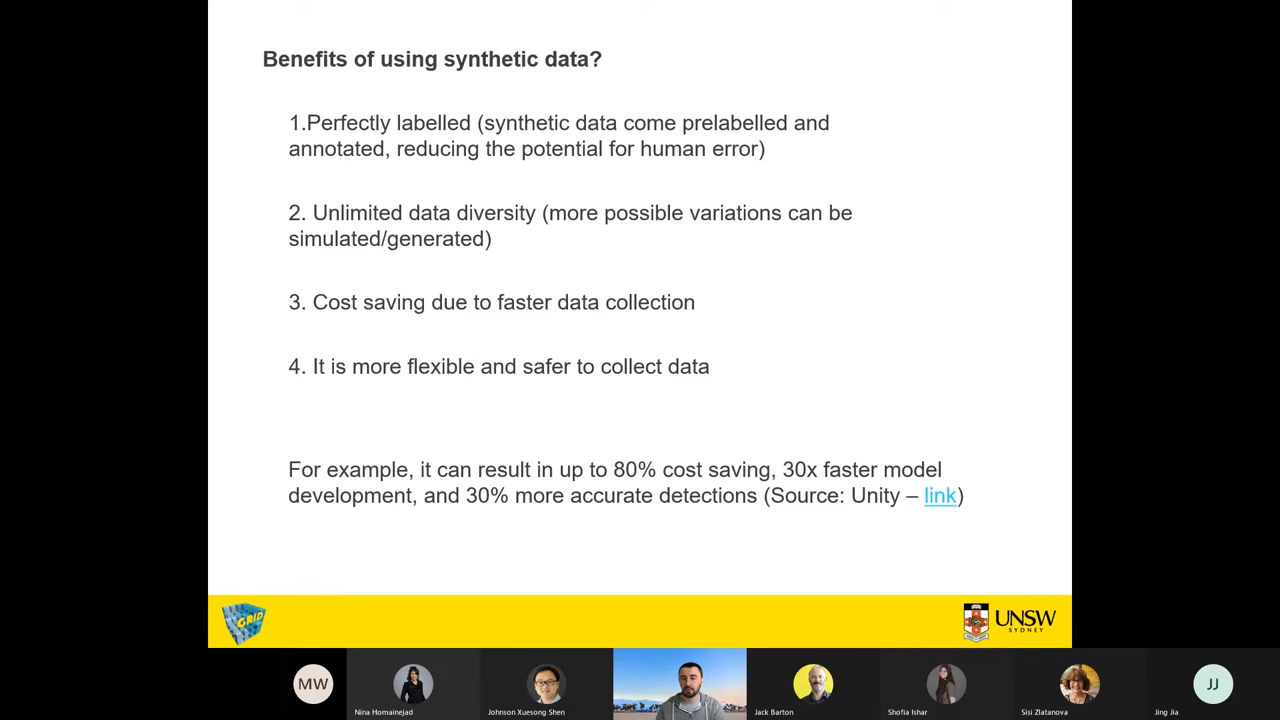 Benefits of using synthetic data?
1.Perfectly labelled (synthetic data come prelabelled and
annotated, reducing the potential for human error)
2. Unlimited data diversity (more possible variations can be
simulated/generated)
3. Cost saving due to faster data collection
4. It is more flexible and safer to collect data
For example, it can result in up to 80% cost saving, 30x faster model
development, and 30% more accurate detections (Source: Unity – link)
GRID
UNSW
SYDNEY
MW
JJ
Nina Homainejad
Johnson Xuesong Shen
Jack Barton
Shofia Ishar
Sisi Zlatanova
Jing Jia